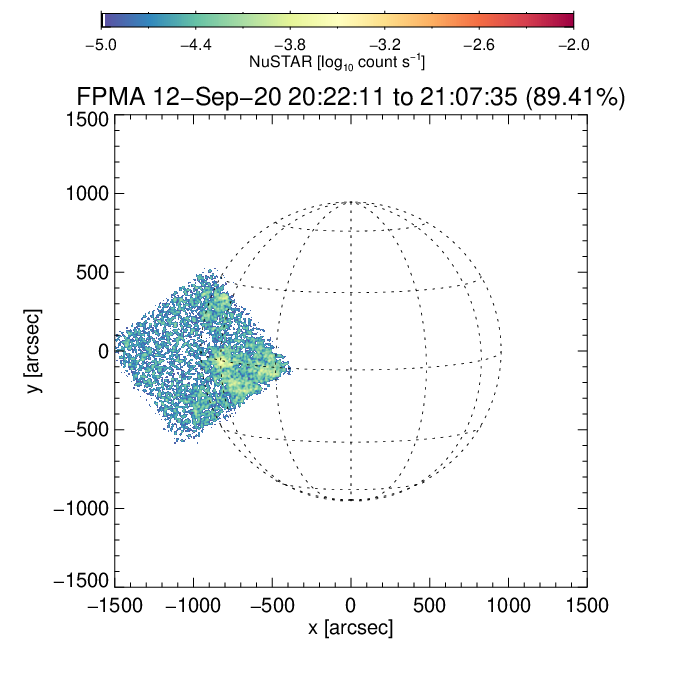 −5.0 −4.4 −3.8 −3.2 −2.6 −2.0
NuSTAR [log₁₀ count s⁻¹]
FPMA 12−Sep−20 20:22:11 to 21:07:35 (89.41%)
1500
1000
500
0
−500
−1000
−1500
y [arcsec]
−1500 −1000 −500 0 500 1000 1500
x [arcsec]